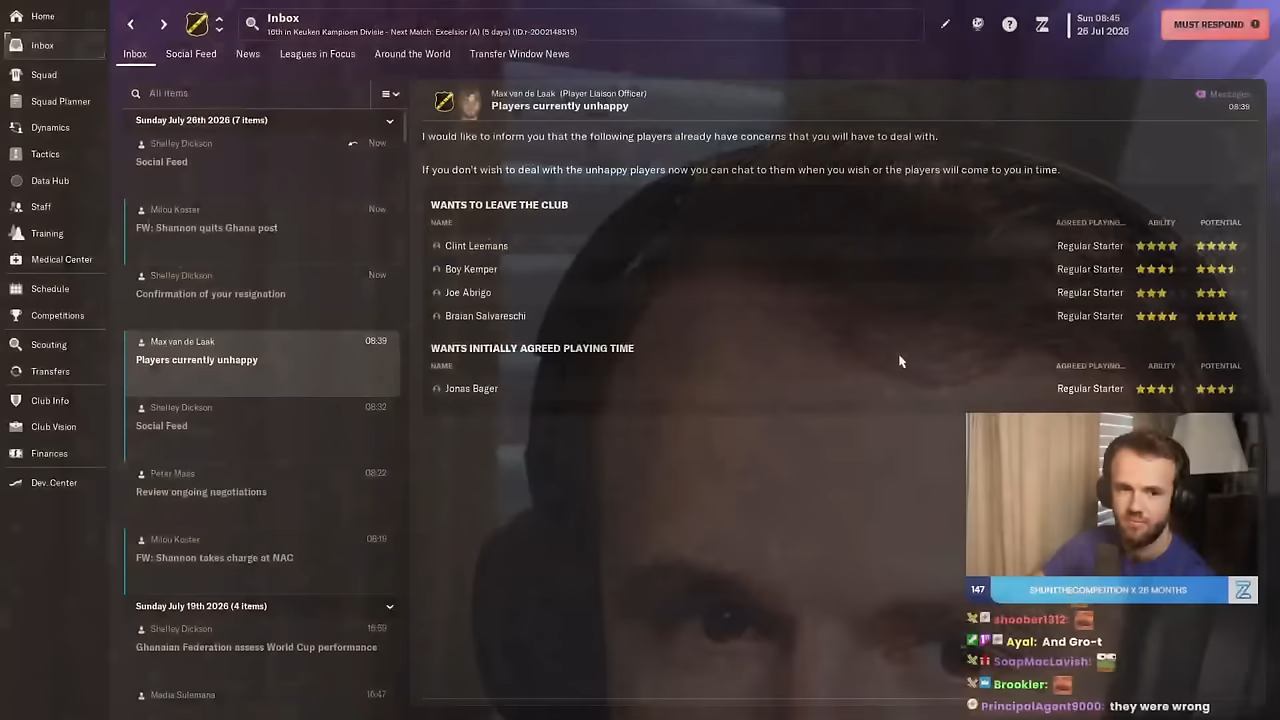 Home
Inbox
Squad
Squad Planner
Dynamics
Tactics
Data Hub
Staff
Training
Medical Center
Schedule
Competitions
Scouting
Transfers
Club Info
Club Vision
Finances
Dev. Center
Inbox
16th in Keuken Kampioen Divisie - Next Match: Excelsior (A) (5 days) (ID:r-2002148515)
Sun 08:45
26 Jul 2026
MUST RESPOND
Inbox
Social Feed
News
Leagues in Focus
Around the World
Transfer Window News
All items
Sunday July 26th 2026 (7 items)
Shelley Dickson Now
Social Feed
Milou Koster Now
FW: Shannon quits Ghana post
Shelley Dickson Now
Confirmation of your resignation
Max van de Laak 08:39
Players currently unhappy
Shelley Dickson 08:32
Social Feed
Peter Maas 08:22
Review ongoing negotiations
Milou Koster 08:19
FW: Shannon takes charge at NAC
Sunday July 19th 2026 (4 items)
Shelley Dickson 16:59
Ghanaian Federation assess World Cup performance
Madia Sulemana 16:47
Max van de Laak (Player Liaison Officer)
Players currently unhappy
Messages
08:39
I would like to inform you that the following players already have concerns that you will have to deal with.
If you don't wish to deal with the unhappy players now you can chat to them when you wish or the players will come to you in time.
WANTS TO LEAVE THE CLUB
NAME AGREED PLAYING... ABILITY POTENTIAL
Clint Leemans Regular Starter
Boy Kemper Regular Starter
Joe Abrigo Regular Starter
Braian Salvareschi Regular Starter
WANTS INITIALLY AGREED PLAYING TIME
NAME AGREED PLAYING... ABILITY POTENTIAL
Jonas Bager Regular Starter
147 SHUNTTHECOMPETITION X 26 MONTHS
shoober1312:
Ayal: And Gro-t
SoapMacLavish:
Brookler:
PrincipalAgent9000: they were wrong